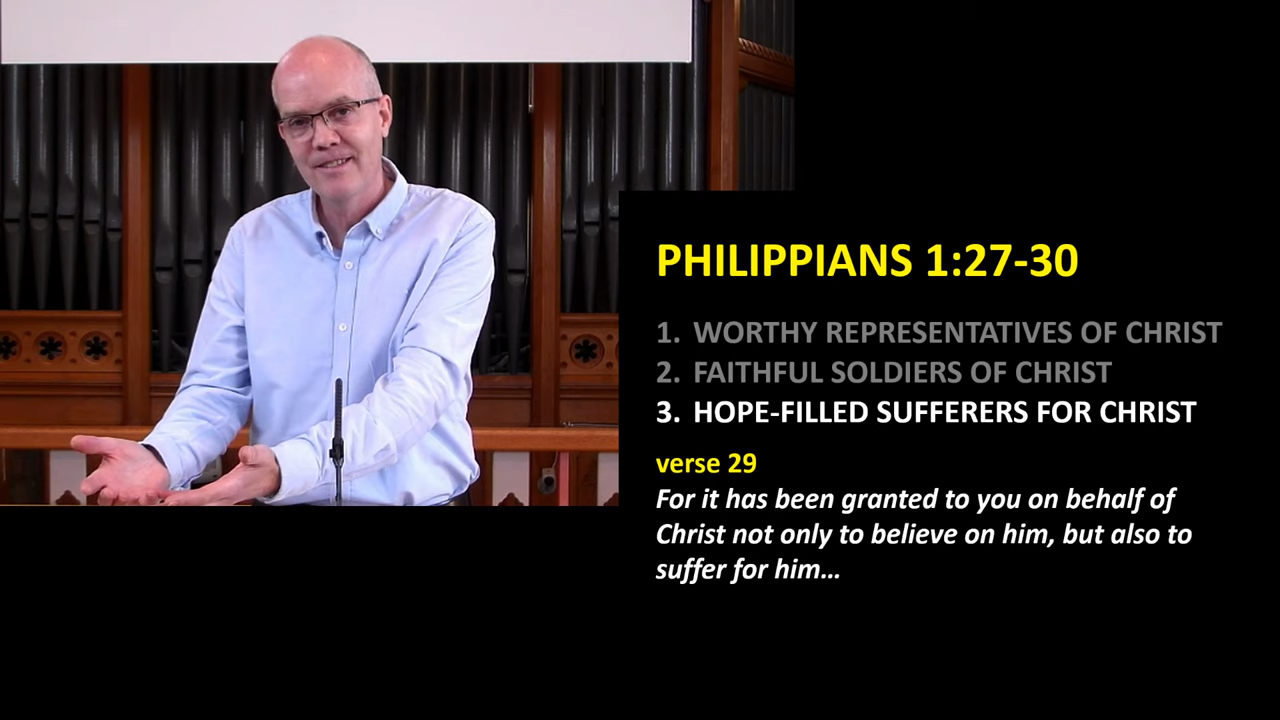 PHILIPPIANS 1:27-30
1. WORTHY REPRESENTATIVES OF CHRIST
2. FAITHFUL SOLDIERS OF CHRIST
3. HOPE-FILLED SUFFERERS FOR CHRIST
verse 29
For it has been granted to you on behalf of
Christ not only to believe on him, but also to
suffer for him…